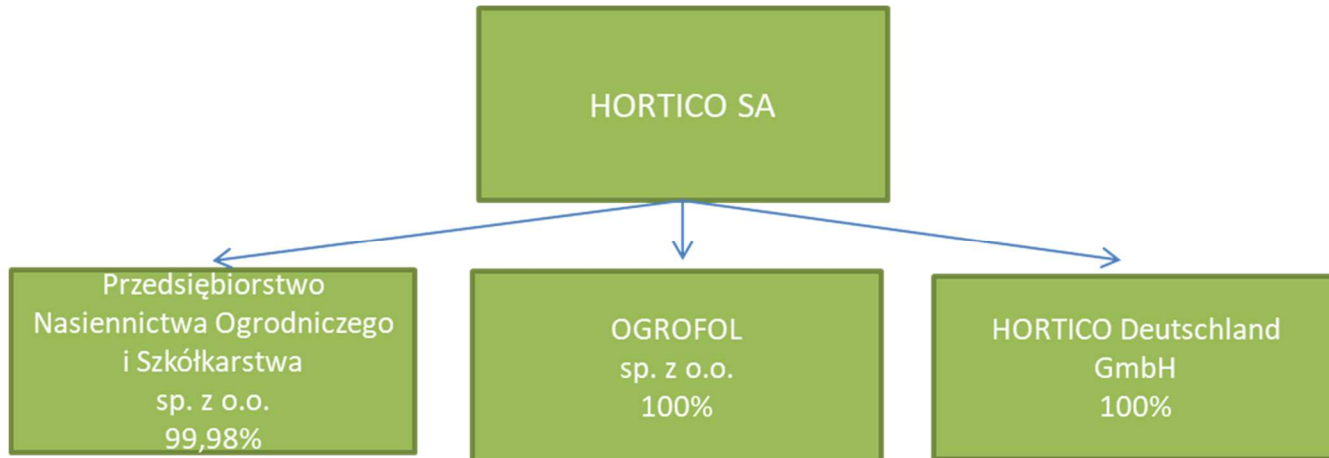 HORTICO SA
Przedsiębiorstwo
Nasiennictwa Ogrodniczego
i Szkółkarstwa
sp. z o.o.
99,98%
OGROFOL
sp. z o.o.
100%
HORTICO Deutschland
GmbH
100%